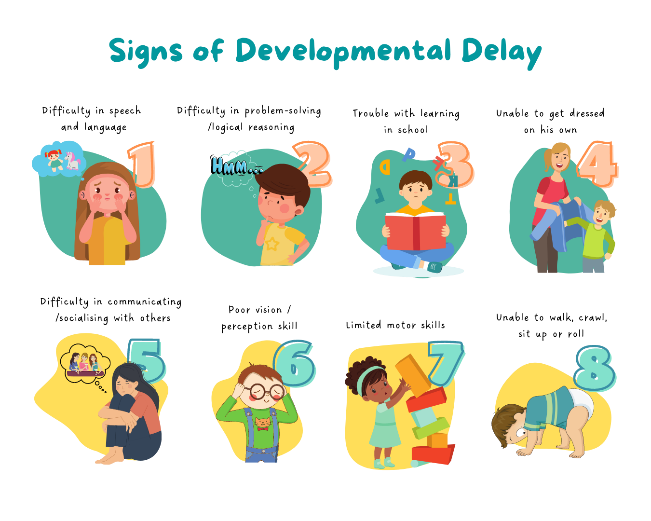 Signs of Developmental Delay
Difficulty in speech
and language
1
Difficulty in problem-solving
/logical reasoning
HMM...
2
Trouble with learning
in school
3
Unable to get dressed
on his own
4
Difficulty in communicating
/socialising with others
5
Poor vision /
perception skill
6
Limited motor skills
7
Unable to walk, crawl,
sit up or roll
8